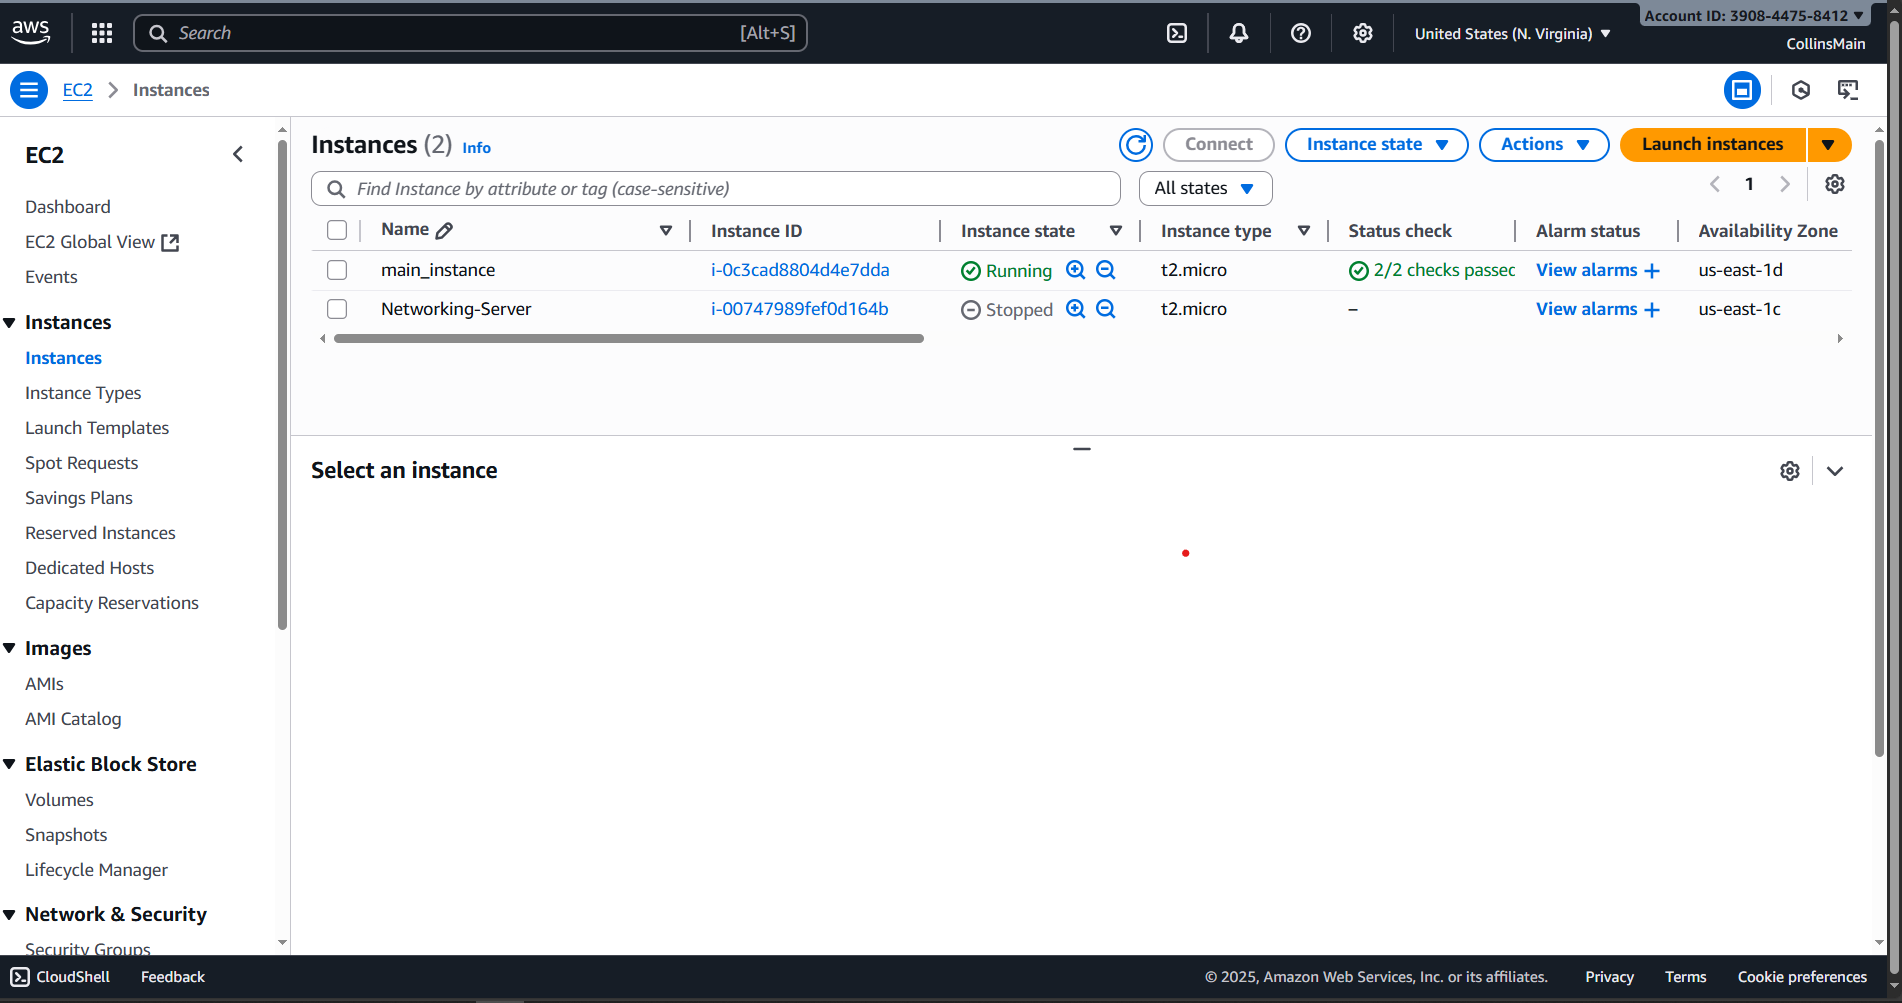 aws
Search
[Alt+S]
United States (N. Virginia)
Account ID: 3908-4475-8412
CollinsMain
EC2
Instances
EC2
Dashboard
EC2 Global View
Events
Instances
Instances
Instance Types
Launch Templates
Spot Requests
Savings Plans
Reserved Instances
Dedicated Hosts
Capacity Reservations
Images
AMIs
AMI Catalog
Elastic Block Store
Volumes
Snapshots
Lifecycle Manager
Network & Security
Security Groups
Instances (2) Info
Connect
Instance state
Actions
Launch instances
Find Instance by attribute or tag (case-sensitive)
All states
1
Name Instance ID Instance state Instance type Status check Alarm status Availability Zone
main_instance i-0c3cad8804d4e7dda Running t2.micro 2/2 checks passed View alarms + us-east-1d
Networking-Server i-00747989fef0d164b Stopped t2.micro – View alarms + us-east-1c
Select an instance
CloudShell
Feedback
© 2025, Amazon Web Services, Inc. or its affiliates.
Privacy
Terms
Cookie preferences